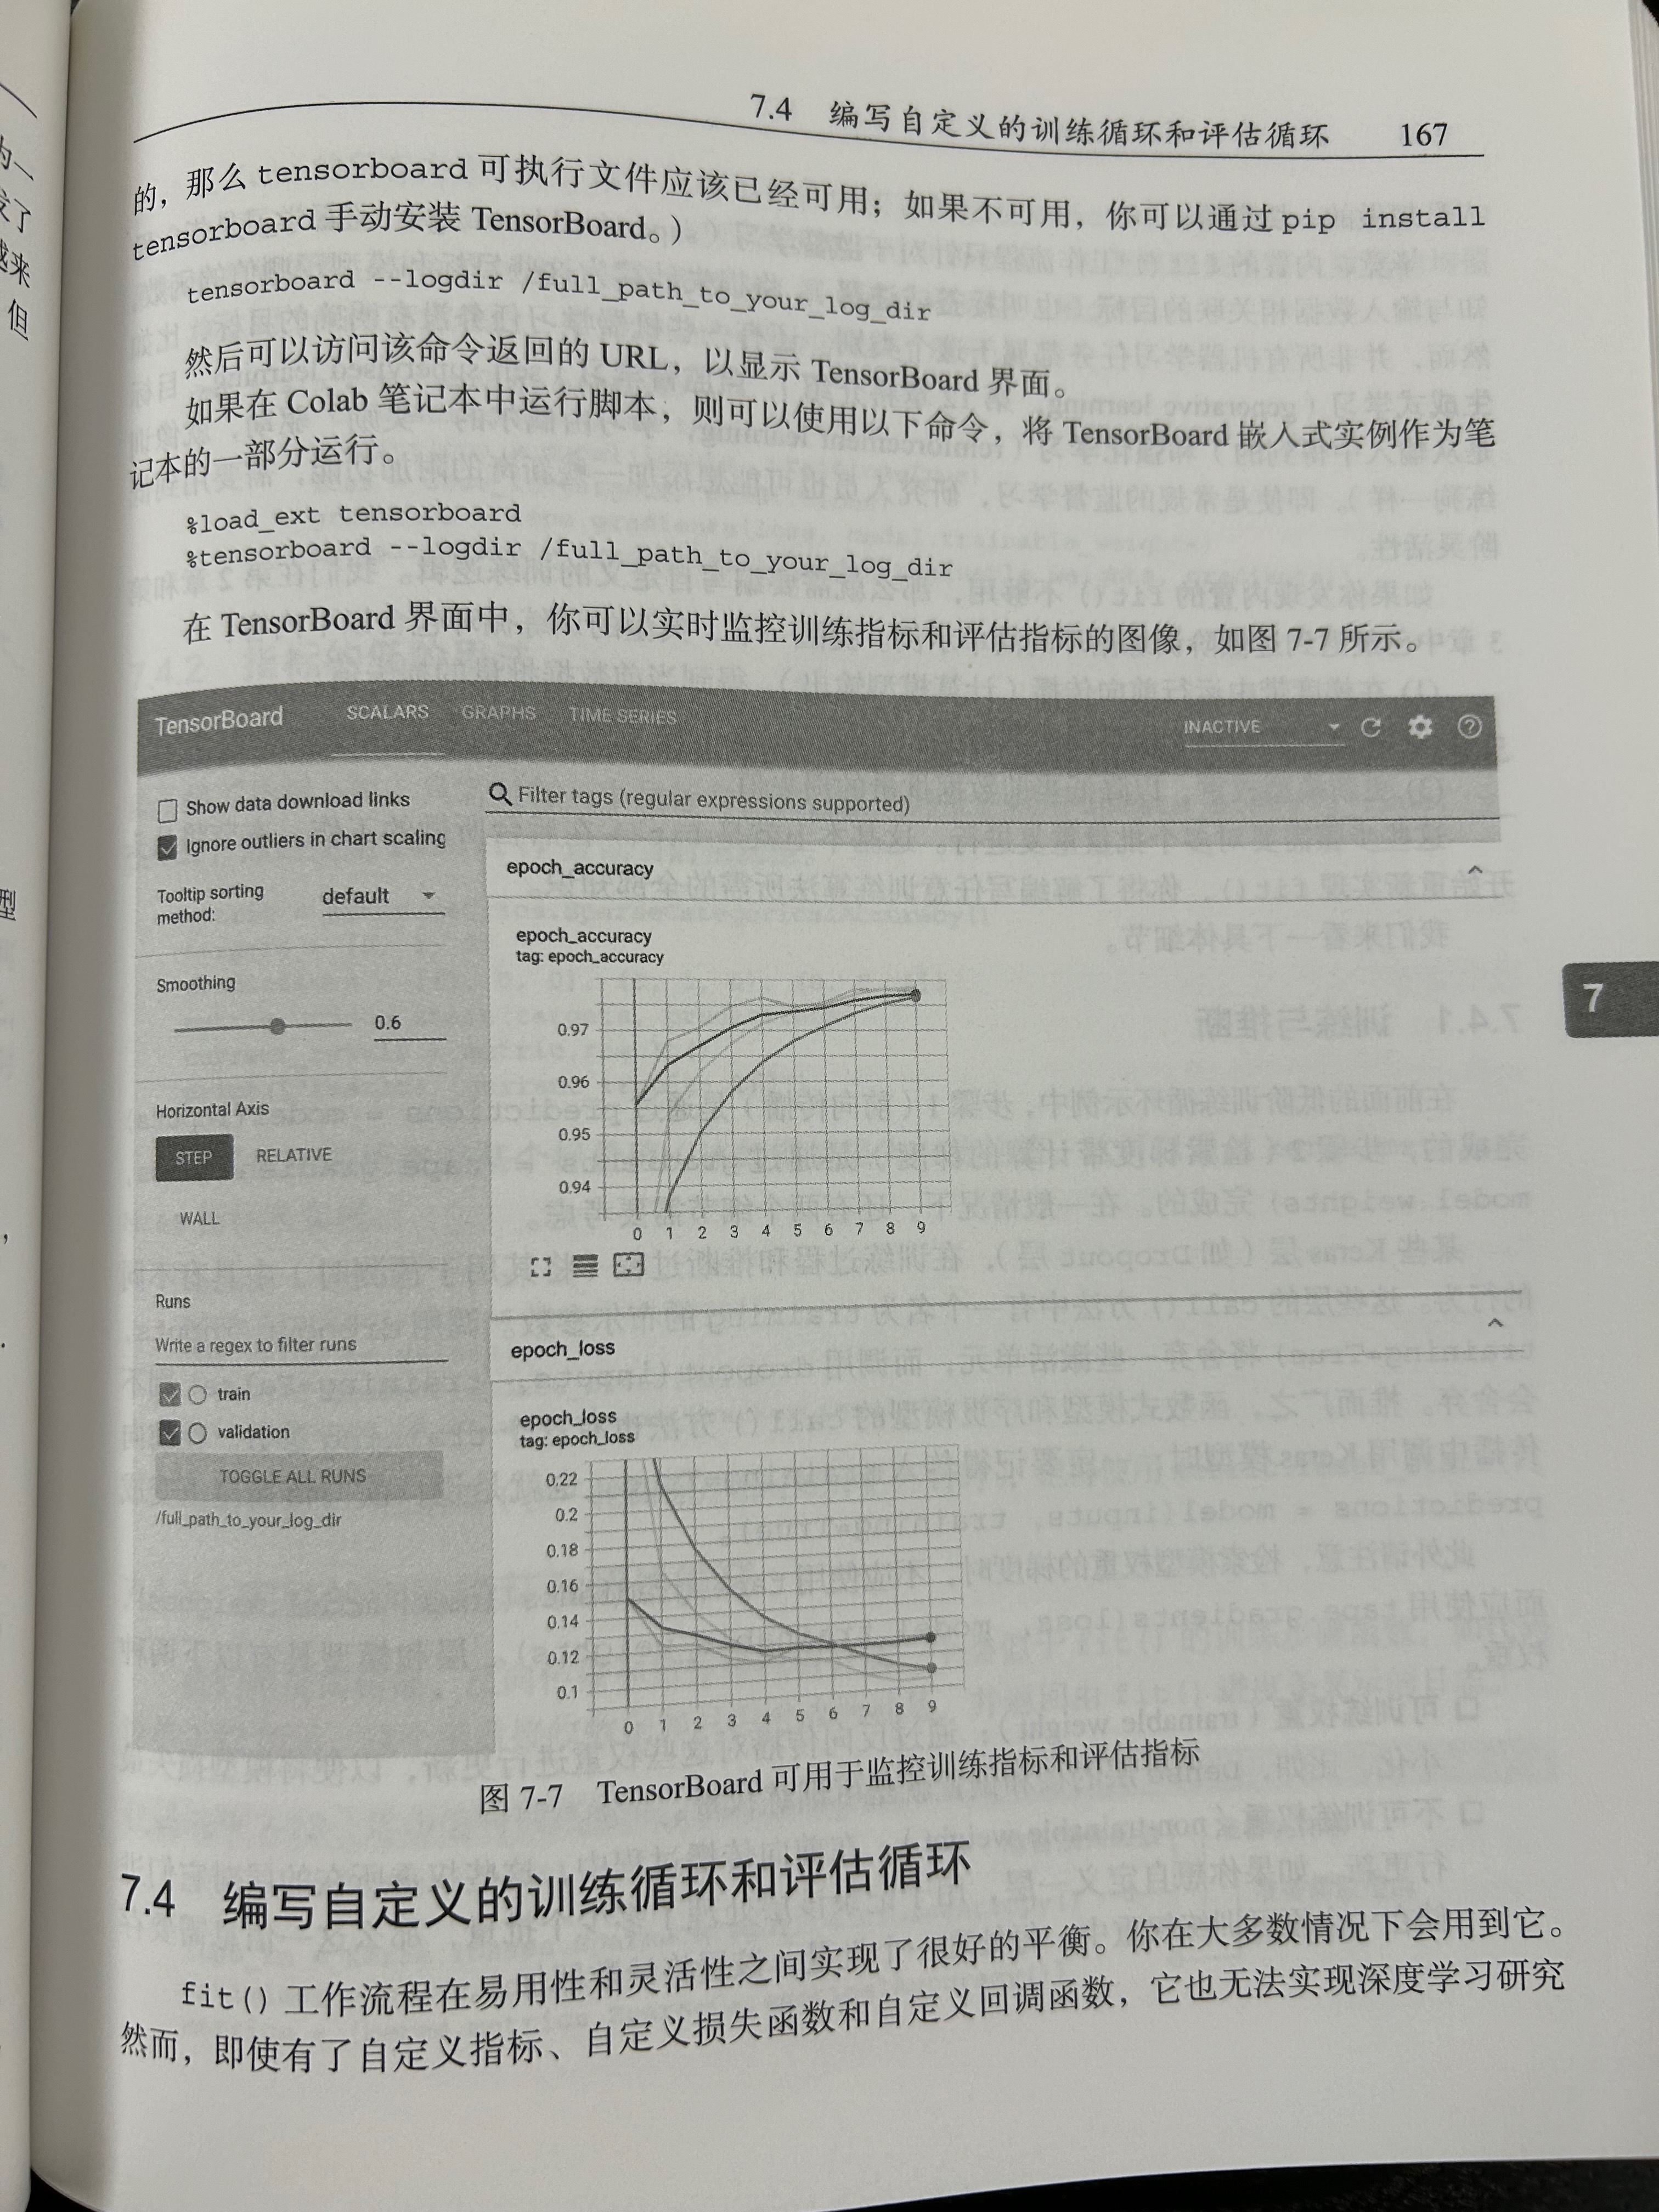 7.4 编写自定义的训练循环和评估循环 167
的，那么 tensorboard 可执行文件应该已经可用；如果不可用，你可以通过 pip install
tensorboard 手动安装 TensorBoard。）
tensorboard --logdir /full_path_to_your_log_dir
然后可以访问该命令返回的 URL，以显示 TensorBoard 界面。
如果在 Colab 笔记本中运行脚本，则可以使用以下命令，将 TensorBoard 嵌入式实例作为笔
记本的一部分运行。
%load_ext tensorboard
%tensorboard --logdir /full_path_to_your_log_dir
在 TensorBoard 界面中，你可以实时监控训练指标和评估指标的图像，如图 7-7 所示。
TensorBoard SCALARS GRAPHS TIME SERIES INACTIVE
Show data download links
Ignore outliers in chart scaling
Tooltip sorting
method:
default
Smoothing
0.6
Horizontal Axis
STEP RELATIVE
WALL
Runs
Write a regex to filter runs
train
validation
TOGGLE ALL RUNS
/full_path_to_your_log_dir
Filter tags (regular expressions supported)
epoch_accuracy
epoch_accuracy
tag: epoch_accuracy
0.97
0.96
0.95
0.94
0 1 2 3 4 5 6 7 8 9
epoch_loss
epoch_loss
tag: epoch_loss
0.22
0.2
0.18
0.16
0.14
0.12
0.1
0 1 2 3 4 5 6 7 8 9
图 7-7 TensorBoard 可用于监控训练指标和评估指标
7
7.4 编写自定义的训练循环和评估循环
fit() 工作流程在易用性和灵活性之间实现了很好的平衡。你在大多数情况下会用到它。
然而，即使有了自定义指标、自定义损失函数和自定义回调函数，它也无法实现深度学习研究